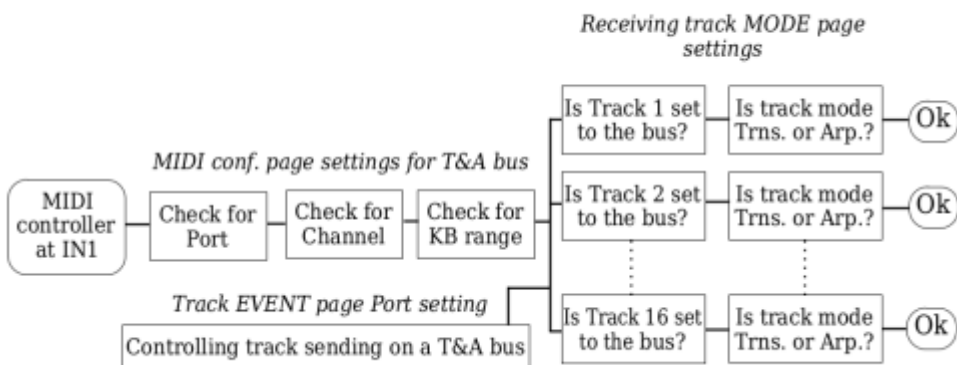 Receiving track MODE page
settings
Is Track 1 set
to the bus?
Is track mode
Trns. or Arp.?
Ok
MIDI conf. page settings for T&A bus
MIDI
controller
at IN1
Check for
Port
Check for
Channel
Check for
KB range
Is Track 2 set
to the bus?
Is track mode
Trns. or Arp.?
Ok
Track EVENT page Port setting
Controlling track sending on a T&A bus
Is Track 16 set
to the bus?
Is track mode
Trns. or Arp.?
Ok